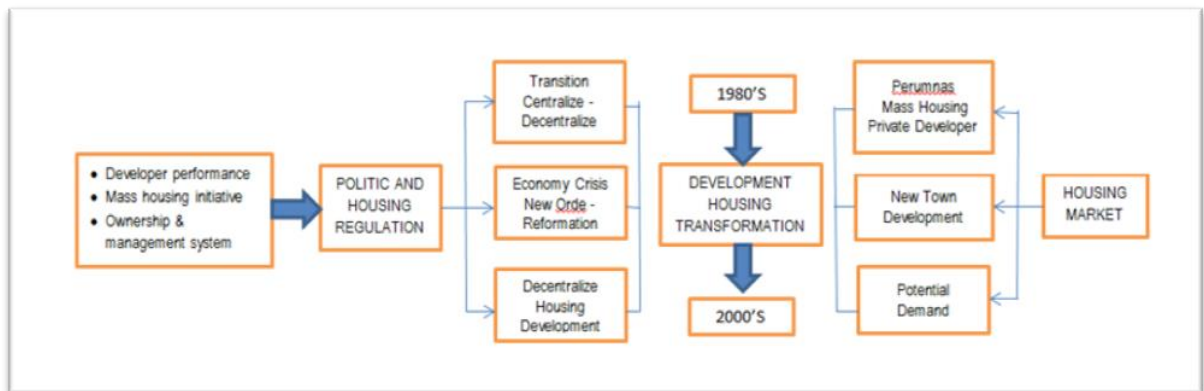 • Developer performance
• Mass housing initiative
• Ownership &
management system
POLITIC AND
HOUSING
REGULATION
Transition
Centralize -
Decentralize
Economy Crisis
New Orde -
Reformation
Decentralize
Housing
Development
1980'S
DEVELOPMENT
HOUSING
TRANSFORMATION
2000'S
Perumnas
Mass Housing
Private Developer
New Town
Development
Potential
Demand
HOUSING
MARKET